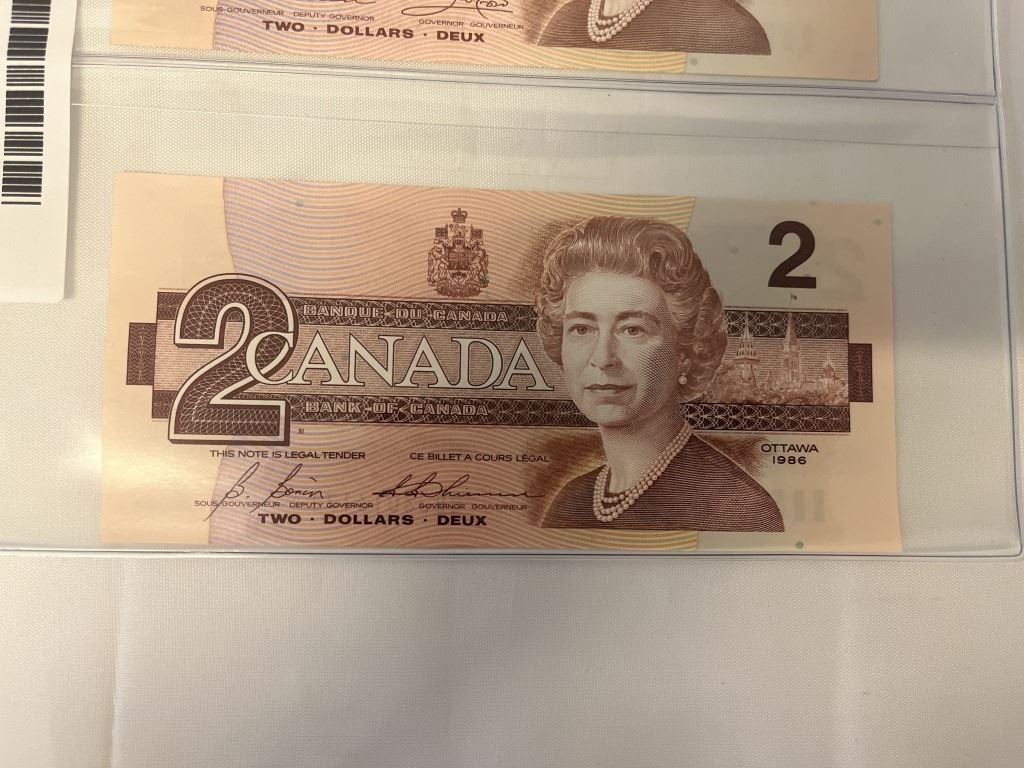 SOUS-GOUVERNEUR DEPUTY GOVERNOR GOVERNOR GOUVERNEUR
TWO · DOLLARS · DEUX
2
BANQUE DU CANADA
2
CANADA
BANK OF CANADA
THIS NOTE IS LEGAL TENDER CE BILLET A COURS LÉGAL
OTTAWA
1986
B. Bonin
SOUS-GOUVERNEUR DEPUTY GOVERNOR GOVERNOR GOUVERNEUR
TWO · DOLLARS · DEUX